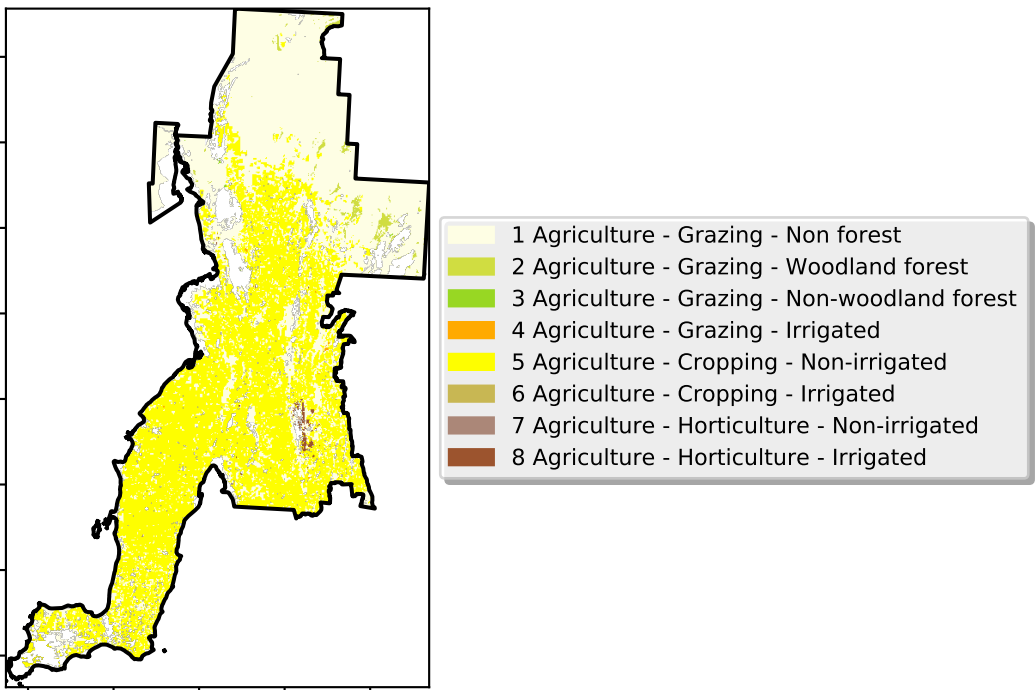 1 Agriculture - Grazing - Non forest
2 Agriculture - Grazing - Woodland forest
3 Agriculture - Grazing - Non-woodland forest
4 Agriculture - Grazing - Irrigated
5 Agriculture - Cropping - Non-irrigated
6 Agriculture - Cropping - Irrigated
7 Agriculture - Horticulture - Non-irrigated
8 Agriculture - Horticulture - Irrigated